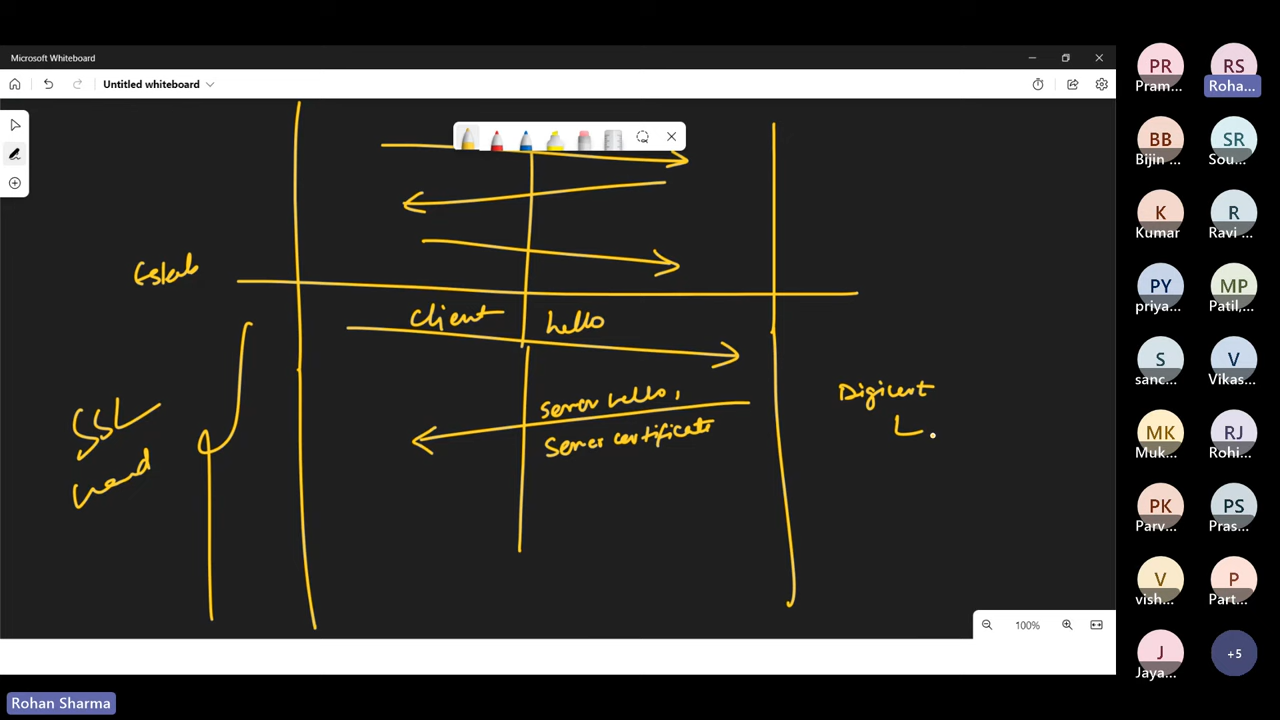 Microsoft Whiteboard
Untitled whiteboard
Estab
Client hello
Server hello,
Server certificate
SSL
Digicert
L
100%
PR
Pram...
RS
Roha...
BB
Bijin ...
SR
Sou...
K
Kumar
R
Ravi ...
PY
priya...
MP
Patil,...
S
sanc...
V
Vikas...
MK
Muk...
RJ
Rohi...
PK
Parv...
PS
Pras...
V
vish...
P
Part...
J
Jaya...
+5
Rohan Sharma